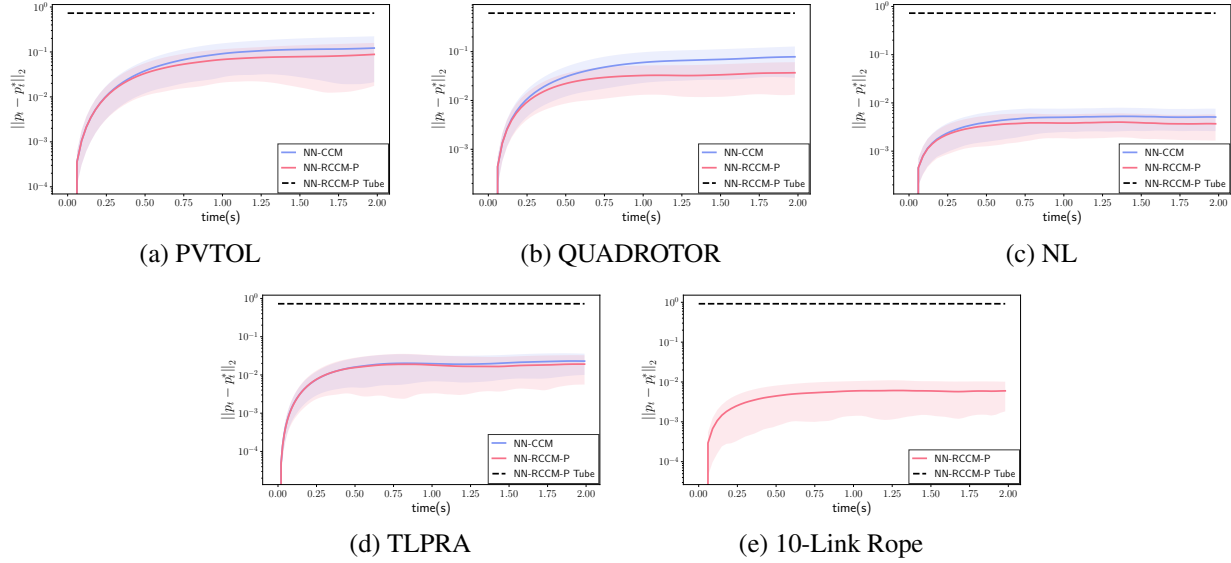 10^0
10^{-1}
10^{-2}
10^{-3}
10^{-4}
||p_t − p_t^*||_2
NN-CCM
NN-RCCM-P
NN-RCCM-P Tube
0.00 0.25 0.50 0.75 1.00 1.25 1.50 1.75 2.00
time(s)
(a) PVTOL
10^{-1}
10^{-2}
10^{-3}
||p_t − p_t^*||_2
NN-CCM
NN-RCCM-P
NN-RCCM-P Tube
0.00 0.25 0.50 0.75 1.00 1.25 1.50 1.75 2.00
time(s)
(b) QUADROTOR
10^0
10^{-1}
10^{-2}
10^{-3}
||p_t − p_t^*||_2
NN-CCM
NN-RCCM-P
NN-RCCM-P Tube
0.00 0.25 0.50 0.75 1.00 1.25 1.50 1.75 2.00
time(s)
(c) NL
10^0
10^{-1}
10^{-2}
10^{-3}
10^{-4}
||p_t − p_t^*||_2
NN-CCM
NN-RCCM-P
NN-RCCM-P Tube
0.00 0.25 0.50 0.75 1.00 1.25 1.50 1.75 2.00
time(s)
(d) TLPRA
10^0
10^{-1}
10^{-2}
10^{-3}
10^{-4}
||p_t − p_t^*||_2
NN-RCCM-P
NN-RCCM-P Tube
0.00 0.25 0.50 0.75 1.00 1.25 1.50 1.75 2.00
time(s)
(e) 10-Link Rope